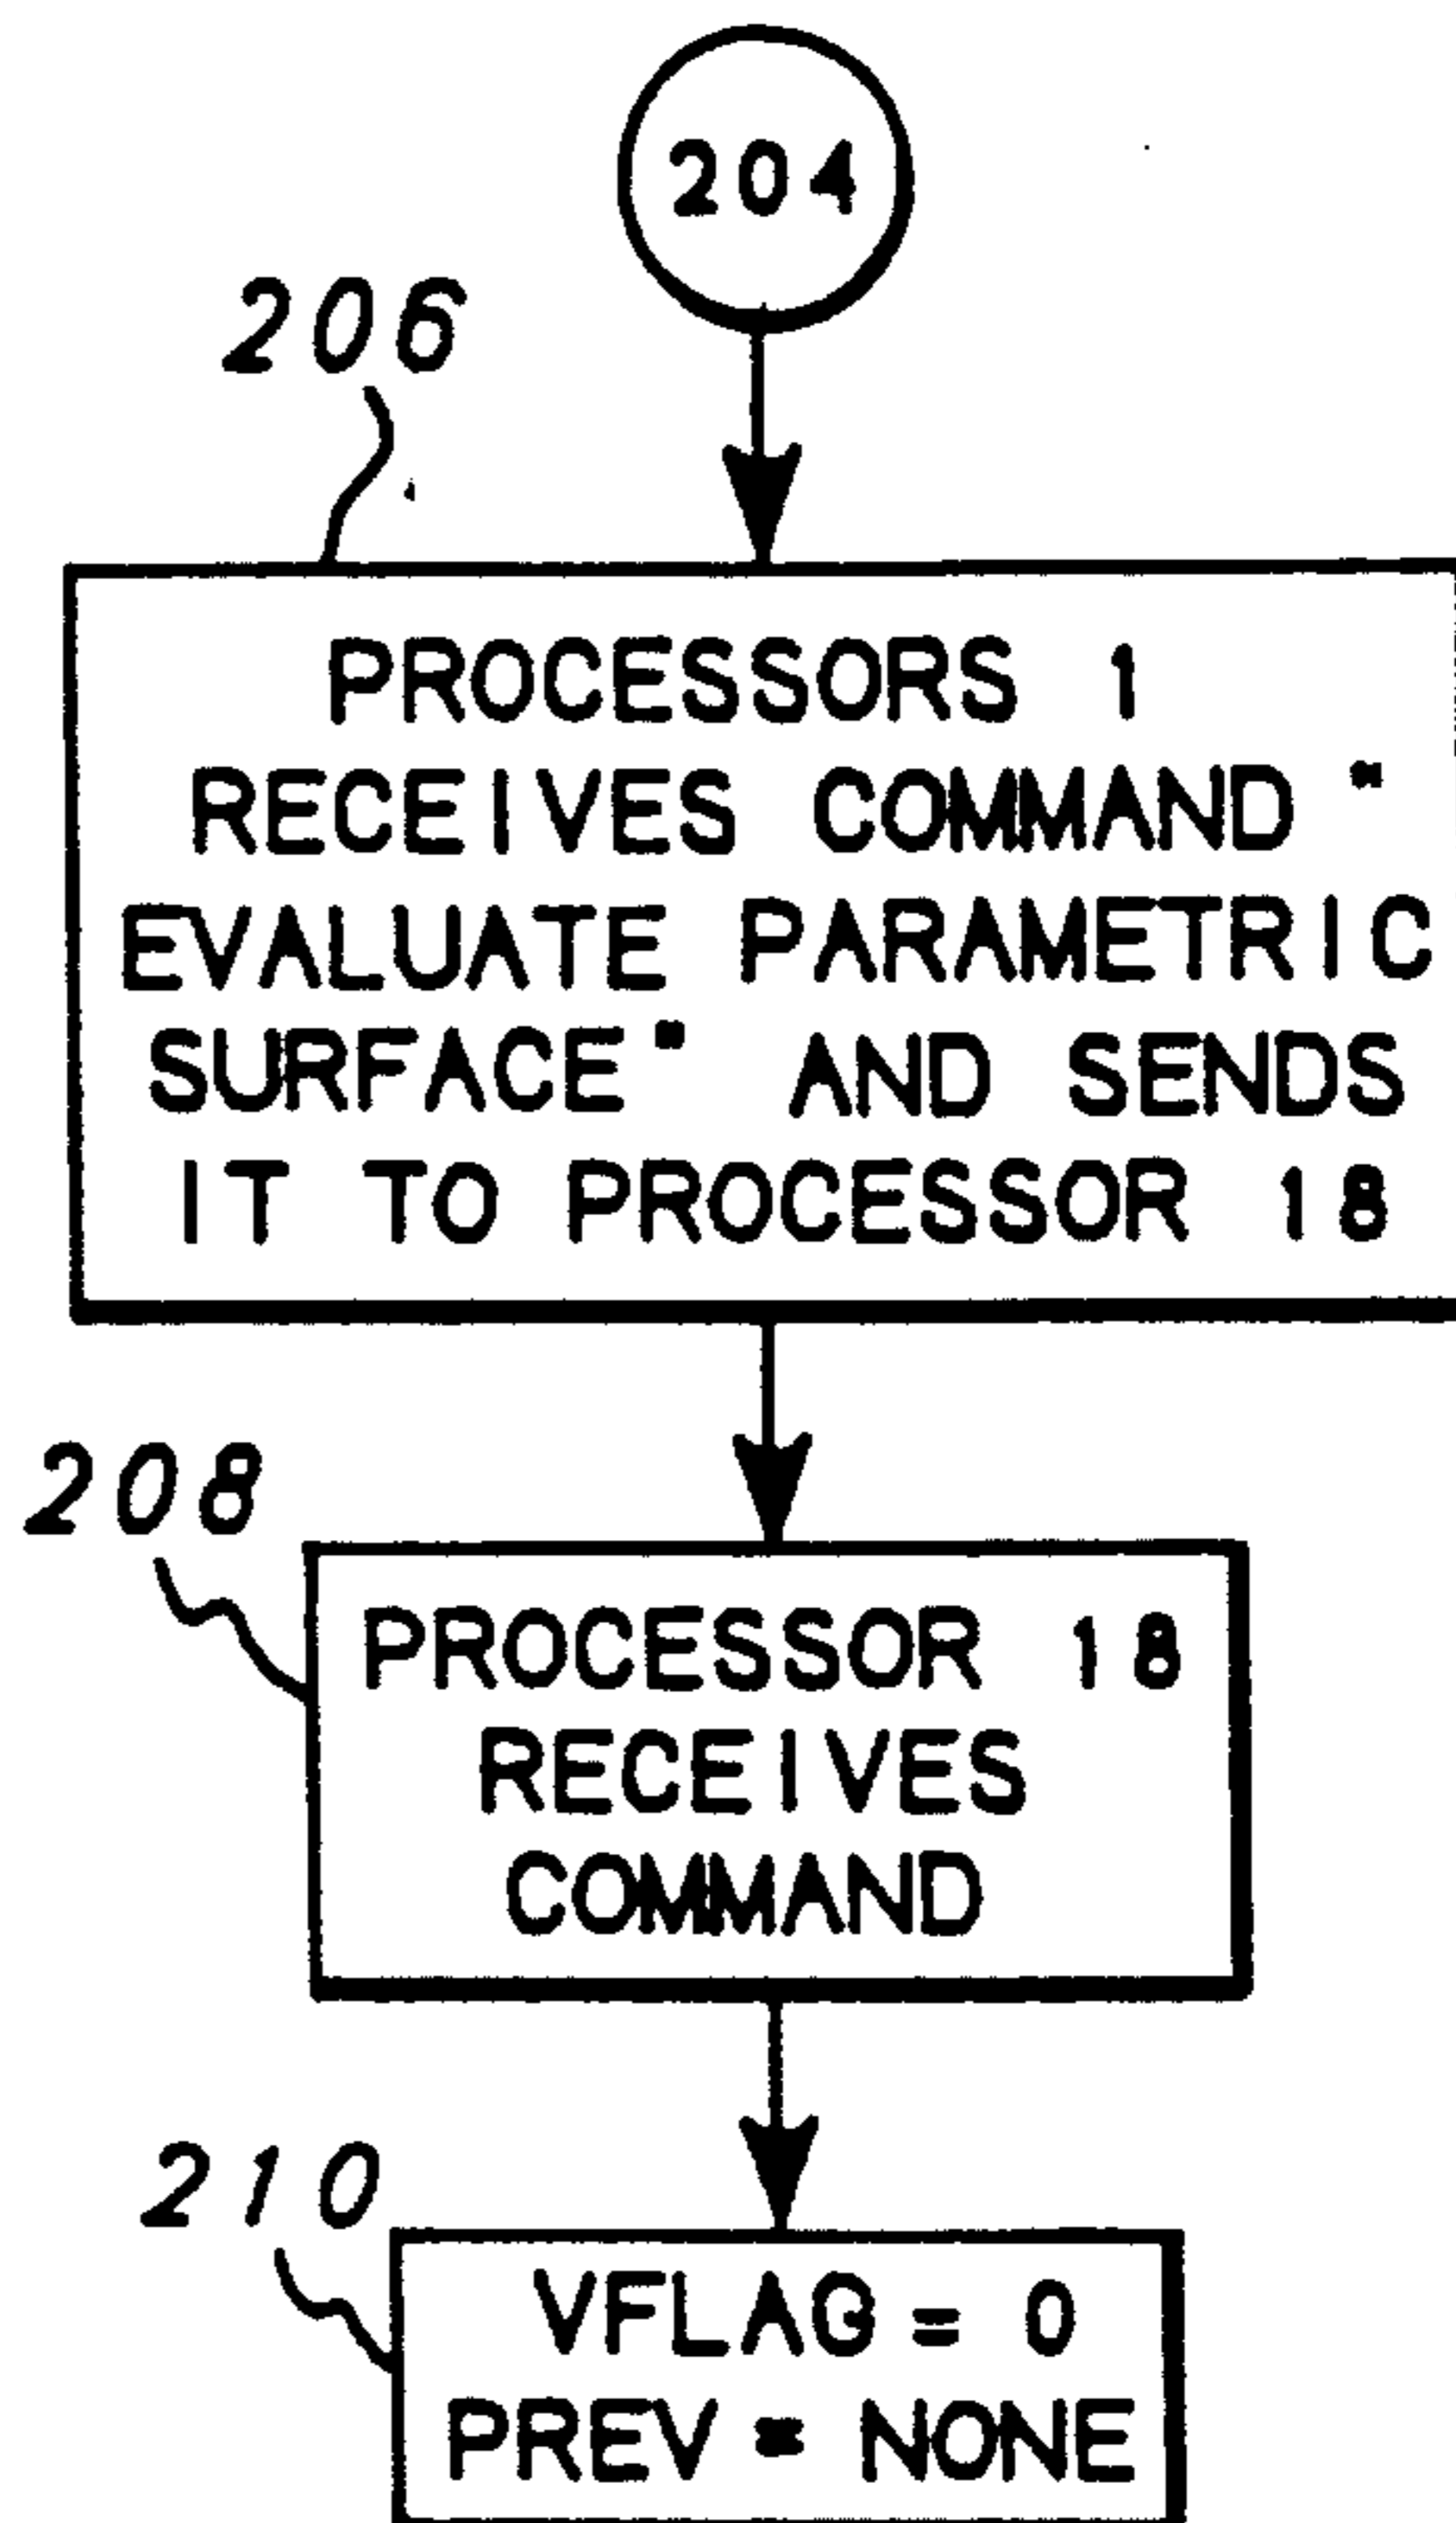 204
206
PROCESSORS 1
RECEIVES COMMAND "
EVALUATE PARAMETRIC
SURFACE" AND SENDS
IT TO PROCESSOR 18
208
PROCESSOR 18
RECEIVES
COMMAND
210
VFLAG = 0
PREV = NONE